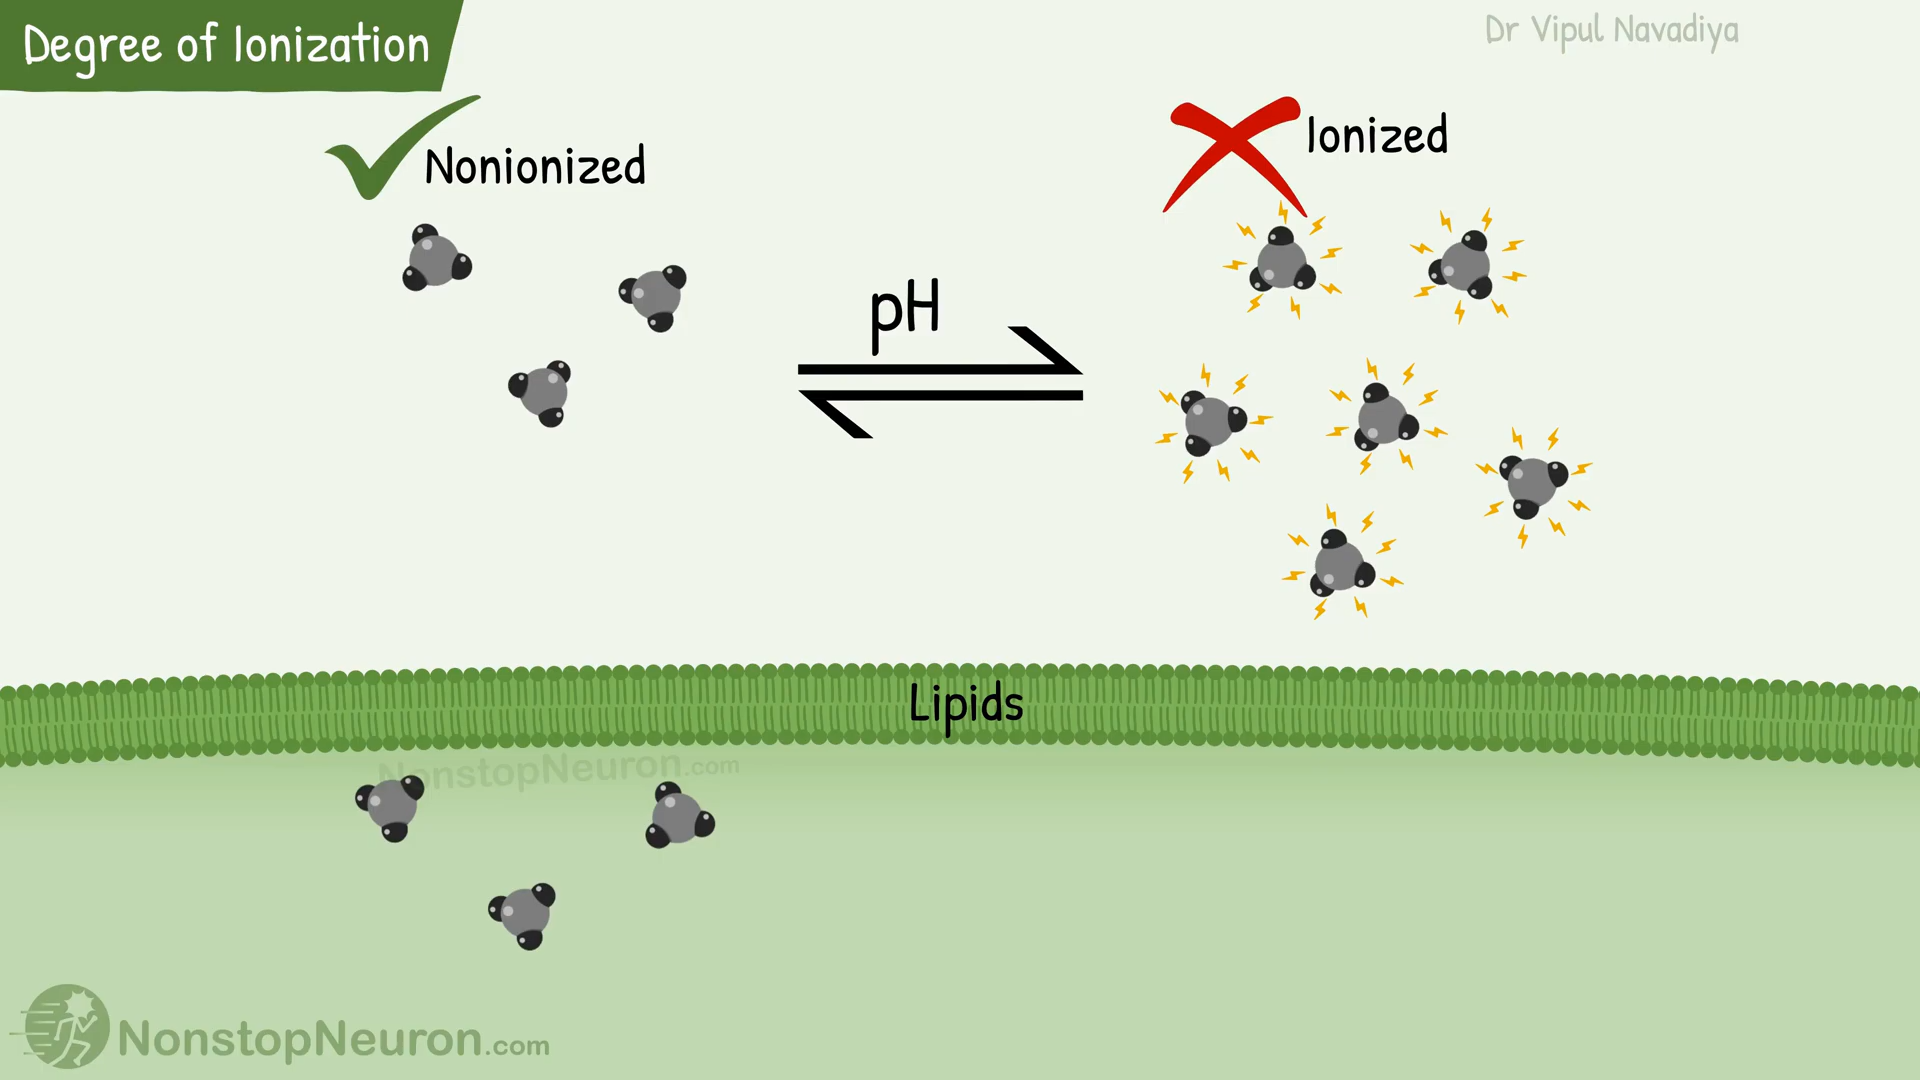 Degree of Ionization
Dr Vipul Navadiya
Nonionized
Ionized
pH
Lipids
NonstopNeuron.com
NonstopNeuron.com